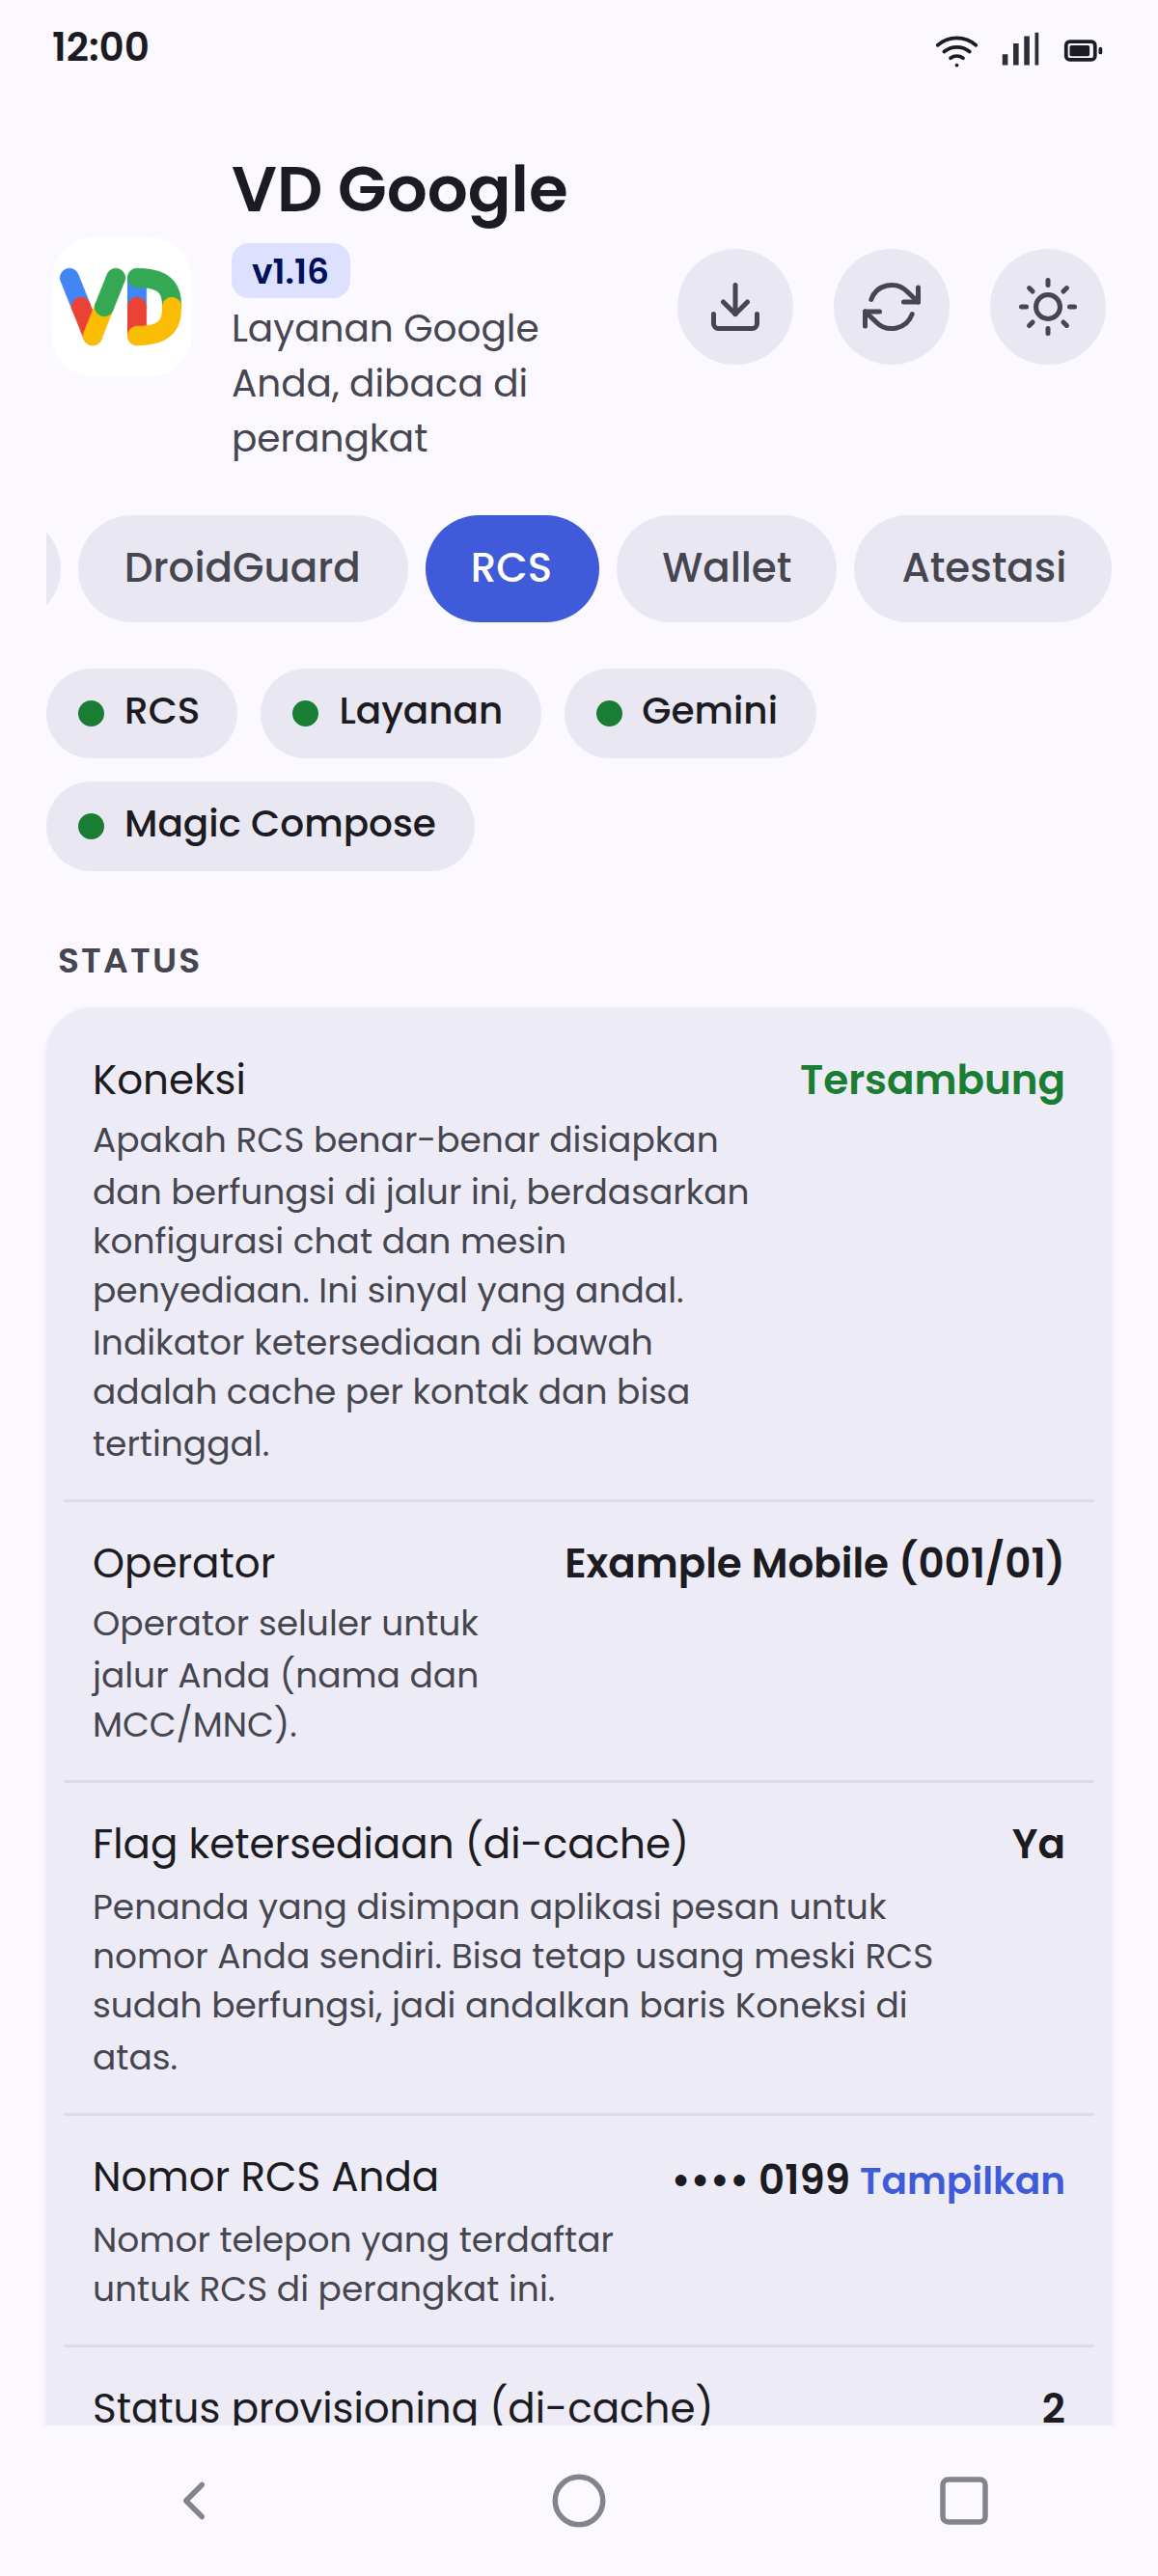 12:00
VD Google
VD
v1.16
Layanan Google
Anda, dibaca di
perangkat
DroidGuard
RCS
Wallet
Atestasi
RCS
Layanan
Gemini
Magic Compose
STATUS
Koneksi
Tersambung
Apakah RCS benar-benar disiapkan
dan berfungsi di jalur ini, berdasarkan
konfigurasi chat dan mesin
penyediaan. Ini sinyal yang andal.
Indikator ketersediaan di bawah
adalah cache per kontak dan bisa
tertinggal.
Operator
Example Mobile (001/01)
Operator seluler untuk
jalur Anda (nama dan
MCC/MNC).
Flag ketersediaan (di-cache)
Ya
Penanda yang disimpan aplikasi pesan untuk
nomor Anda sendiri. Bisa tetap usang meski RCS
sudah berfungsi, jadi andalkan baris Koneksi di
atas.
Nomor RCS Anda
•••• 0199 Tampilkan
Nomor telepon yang terdaftar
untuk RCS di perangkat ini.
Status provisioning (di-cache)
2